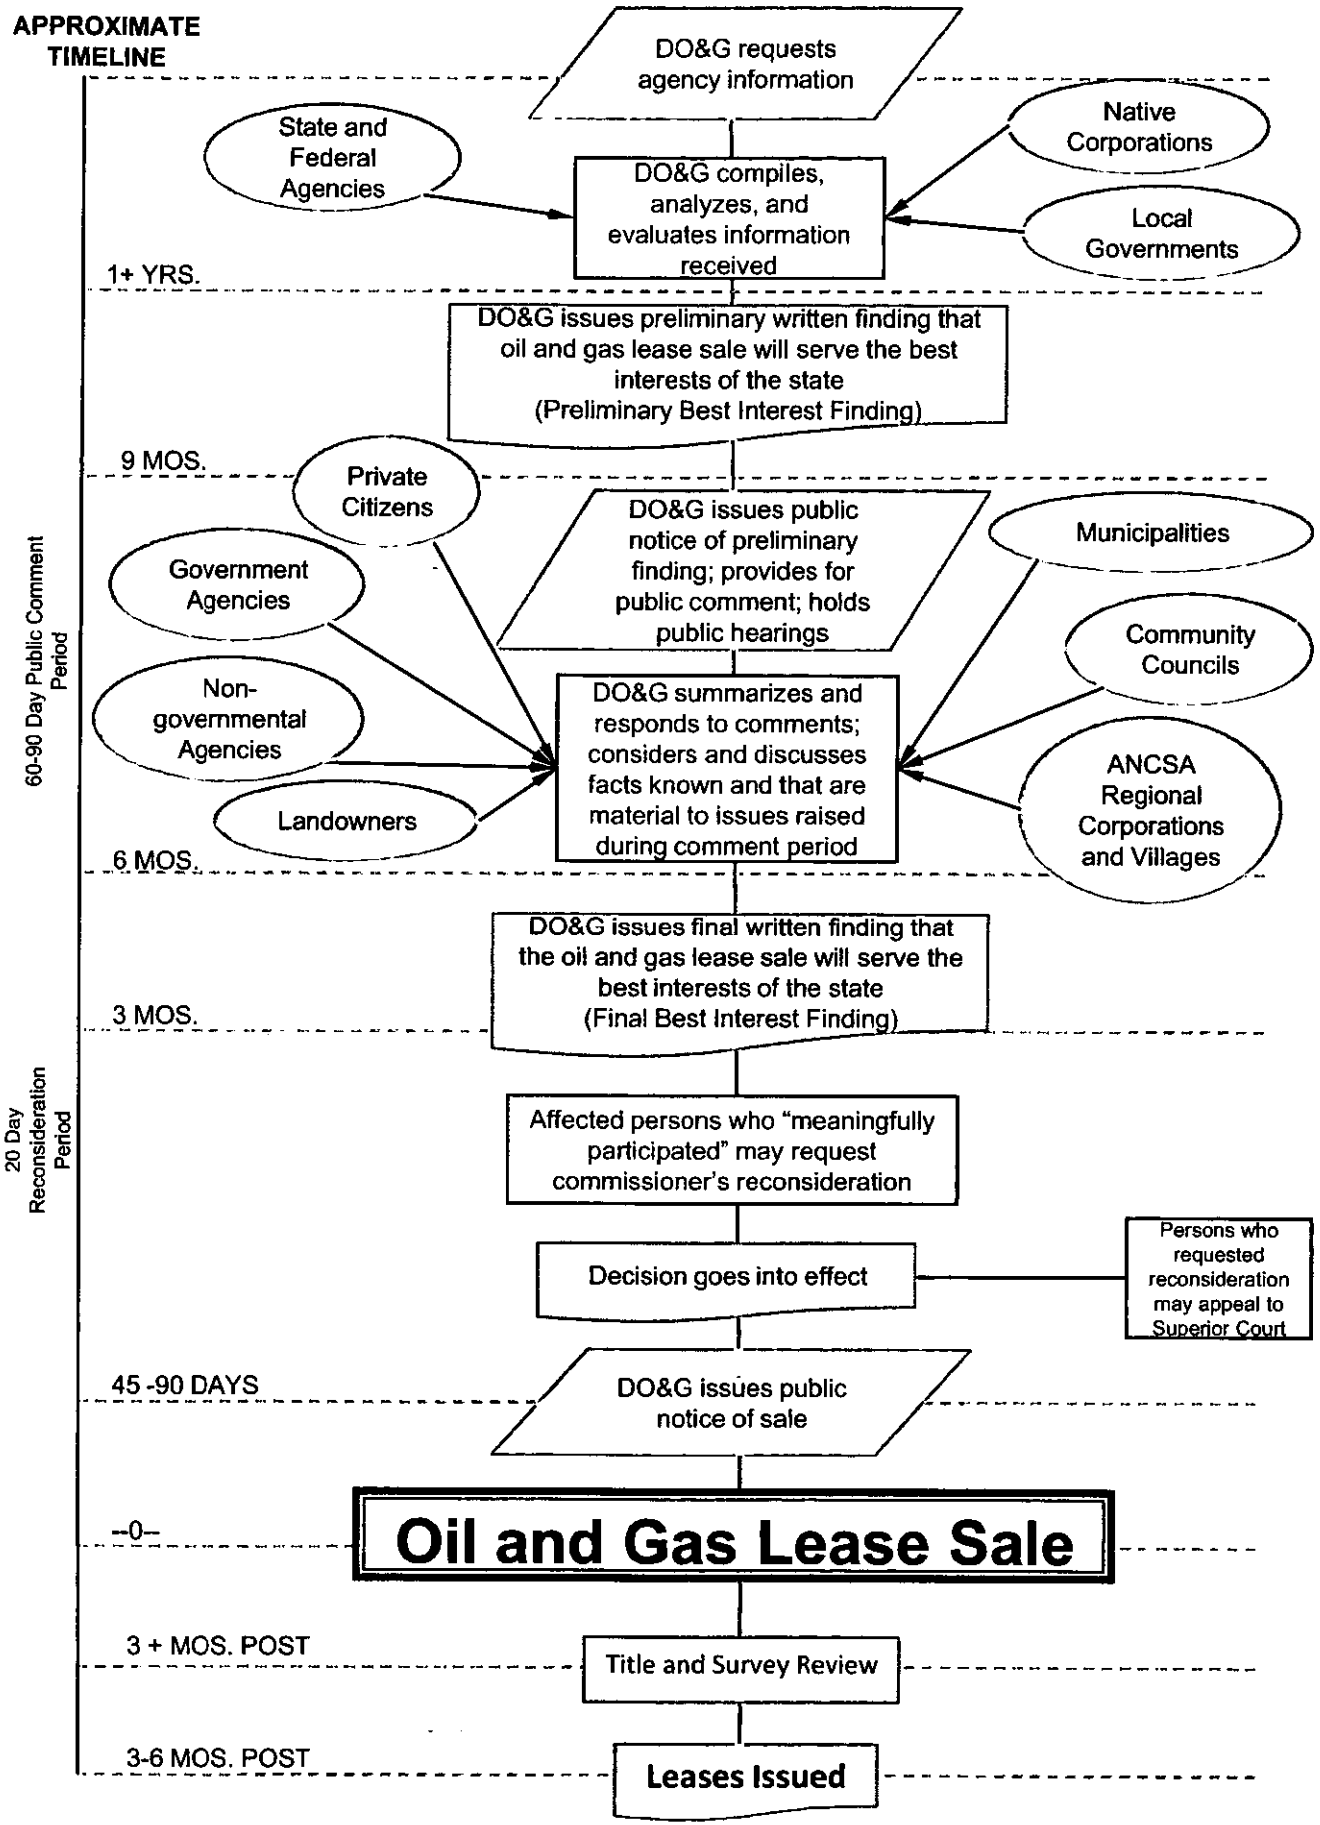 APPROXIMATE
TIMELINE
DO&G requests
agency information
State and
Federal
Agencies
Native
Corporations
DO&G compiles,
analyzes, and
evaluates information
received
Local
Governments
1+ YRS.
DO&G issues preliminary written finding that
oil and gas lease sale will serve the best
interests of the state
(Preliminary Best Interest Finding)
9 MOS.
Private
Citizens
DO&G issues public
notice of preliminary
finding; provides for
public comment; holds
public hearings
Municipalities
Government
Agencies
Community
Councils
60-90 Day Public Comment
Period
Non-
governmental
Agencies
DO&G summarizes and
responds to comments;
considers and discusses
facts known and that are
material to issues raised
during comment period
ANCSA
Regional
Corporations
and Villages
Landowners
6 MOS.
DO&G issues final written finding that
the oil and gas lease sale will serve the
best interests of the state
(Final Best Interest Finding)
3 MOS.
20 Day
Reconsideration
Period
Affected persons who “meaningfully
participated” may request
commissioner's reconsideration
Decision goes into effect
Persons who
requested
reconsideration
may appeal to
Superior Court
45 -90 DAYS
DO&G issues public
notice of sale
--0--
Oil and Gas Lease Sale
3 + MOS. POST
Title and Survey Review
3-6 MOS. POST
Leases Issued